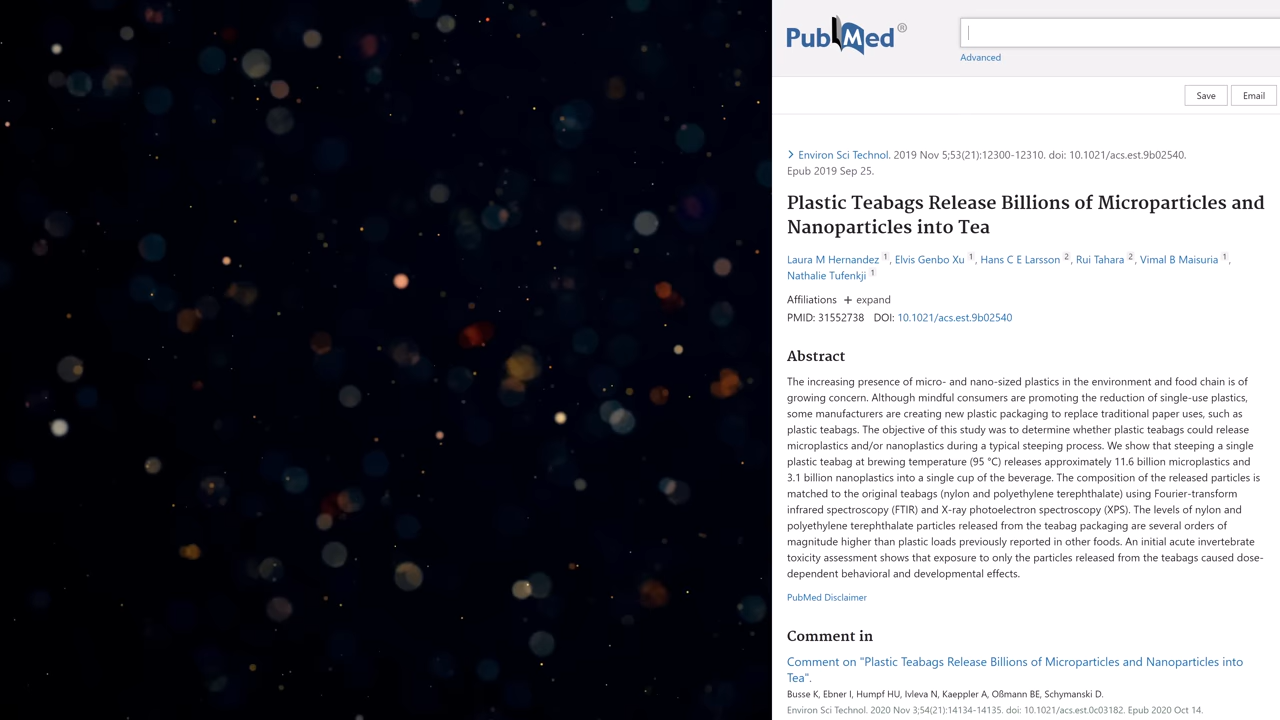 PubMed®
Advanced
Save
Email
Environ Sci Technol. 2019 Nov 5;53(21):12300-12310. doi: 10.1021/acs.est.9b02540.
Epub 2019 Sep 25.
Plastic Teabags Release Billions of Microparticles and
Nanoparticles into Tea
Laura M Hernandez 1, Elvis Genbo Xu 1, Hans C E Larsson 2, Rui Tahara 2, Vimal B Maisuria 1,
Nathalie Tufenkji 1
Affiliations + expand
PMID: 31552738 DOI: 10.1021/acs.est.9b02540
Abstract
The increasing presence of micro- and nano-sized plastics in the environment and food chain is of
growing concern. Although mindful consumers are promoting the reduction of single-use plastics,
some manufacturers are creating new plastic packaging to replace traditional paper uses, such as
plastic teabags. The objective of this study was to determine whether plastic teabags could release
microplastics and/or nanoplastics during a typical steeping process. We show that steeping a single
plastic teabag at brewing temperature (95 °C) releases approximately 11.6 billion microplastics and
3.1 billion nanoplastics into a single cup of the beverage. The composition of the released particles is
matched to the original teabags (nylon and polyethylene terephthalate) using Fourier-transform
infrared spectroscopy (FTIR) and X-ray photoelectron spectroscopy (XPS). The levels of nylon and
polyethylene terephthalate particles released from the teabag packaging are several orders of
magnitude higher than plastic loads previously reported in other foods. An initial acute invertebrate
toxicity assessment shows that exposure to only the particles released from the teabags caused dose-
dependent behavioral and developmental effects.
PubMed Disclaimer
Comment in
Comment on "Plastic Teabags Release Billions of Microparticles and Nanoparticles into
Tea".
Busse K, Ebner I, Humpf HU, Ivleva N, Kaeppler A, Oßmann BE, Schymanski D.
Environ Sci Technol. 2020 Nov 3;54(21):14134-14135. doi: 10.1021/acs.est.0c03182. Epub 2020 Oct 14.